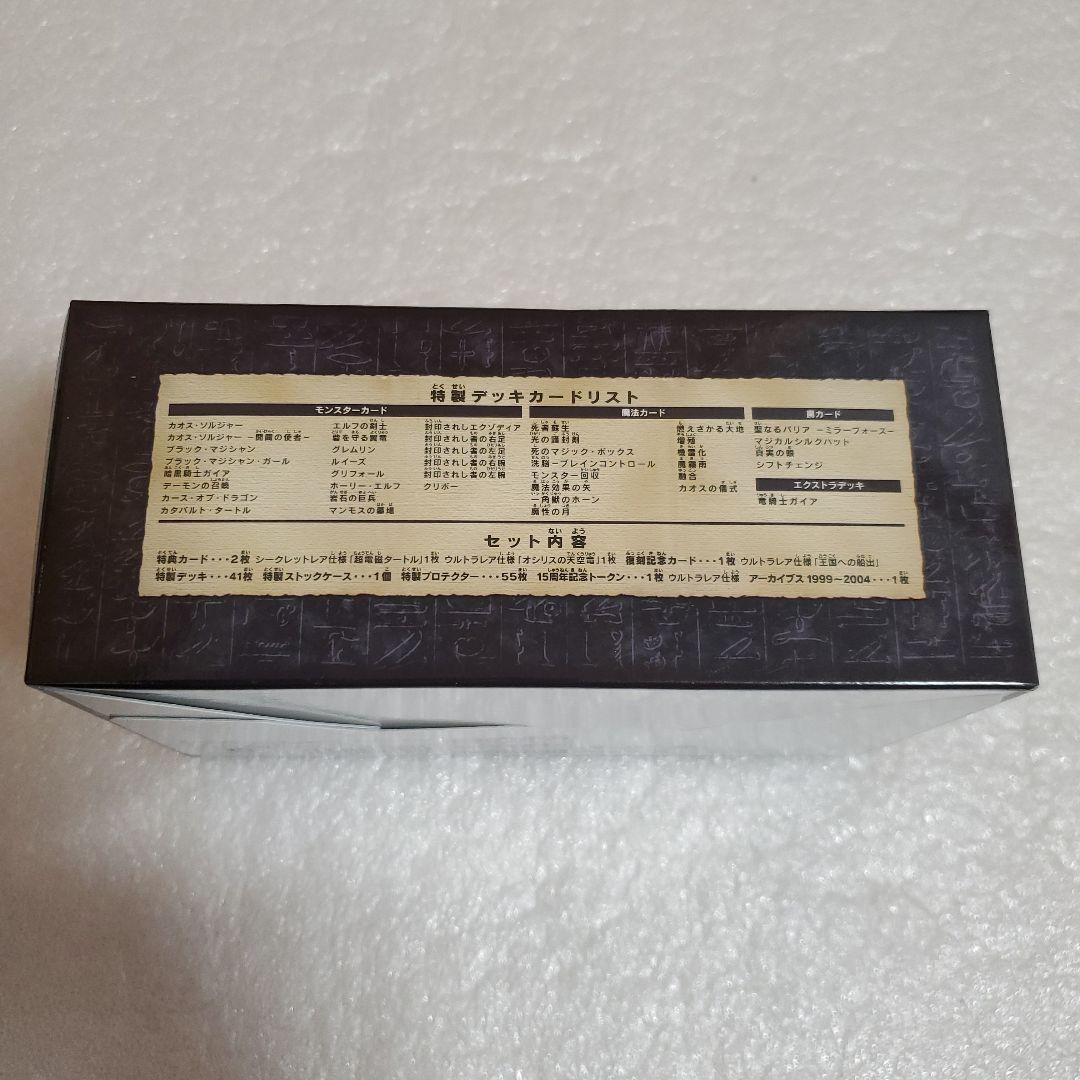 特製デッキカードリスト
モンスターカード
カオス・ソルジャー
カオス・ソルジャー －開闢の使者－
ブラック・マジシャン
ブラック・マジシャン・ガール
暗黒騎士ガイア
デーモンの召喚
カース・オブ・ドラゴン
カタパルト・タートル
エルフの剣士
砦を守る翼竜
グレムリン
ルイーズ
グリフォール
ホーリー・エルフ
岩石の巨兵
マンモスの墓場
封印されしエクゾディア
封印されし者の右足
封印されし者の左足
封印されし者の右腕
封印されし者の左腕
クリボー
魔法カード
死者蘇生
光の護封剣
死のマジック・ボックス
洗脳－ブレインコントロール
モンスター回収
魔法効果の矢
一角獣のホーン
魔性の月
燃えさかる大地
増殖
機雷化
魔霧雨
融合
カオスの儀式
罠カード
聖なるバリア －ミラーフォース－
マジカルシルクハット
真実の眼
シフトチェンジ
エクストラデッキ
竜騎士ガイア
セット内容
特典カード・・・2枚 シークレットレア仕様「超電磁タートル」1枚 ウルトラレア仕様「オシリスの天空竜」1枚 復刻記念カード・・・1枚 ウルトラレア仕様「王国への船出」
特製デッキ・・・41枚 特製ストックケース・・・1個 特製プロテクター・・・55枚 15周年記念トークン・・・1枚 ウルトラレア仕様 アーカイブス 1999～2004・・・1枚